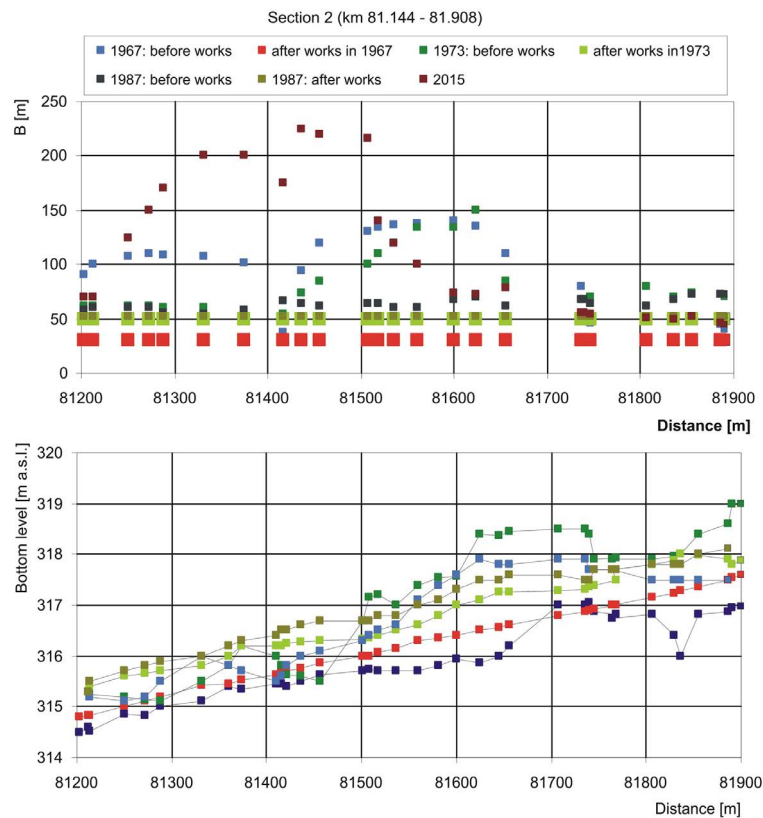 Section 2 (km 81.144 - 81.908)
1967: before works after works in 1967 1973: before works after works in1973
1987: before works 1987: after works 2015
B [m]
250
200
150
100
50
0
81200 81300 81400 81500 81600 81700 81800 81900
Distance [m]
Bottom level [m a.s.l.]
320
319
318
317
316
315
314
81200 81300 81400 81500 81600 81700 81800 81900
Distance [m]